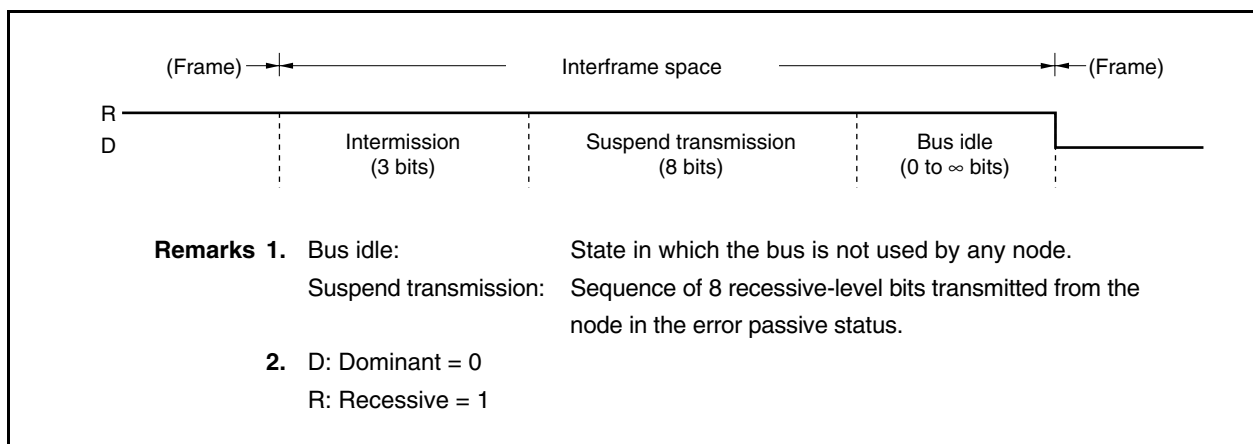 (Frame) Interframe space (Frame)
R
D
Intermission Suspend transmission Bus idle
(3 bits) (8 bits) (0 to ∞ bits)
Remarks 1. Bus idle: State in which the bus is not used by any node.
Suspend transmission: Sequence of 8 recessive-level bits transmitted from the
node in the error passive status.
2. D: Dominant = 0
R: Recessive = 1